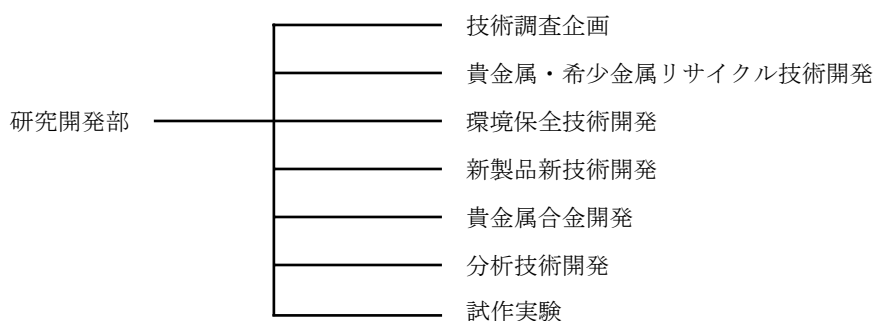 技術調査企画
貴金属・希少金属リサイクル技術開発
研究開発部
環境保全技術開発
新製品新技術開発
貴金属合金開発
分析技術開発
試作実験